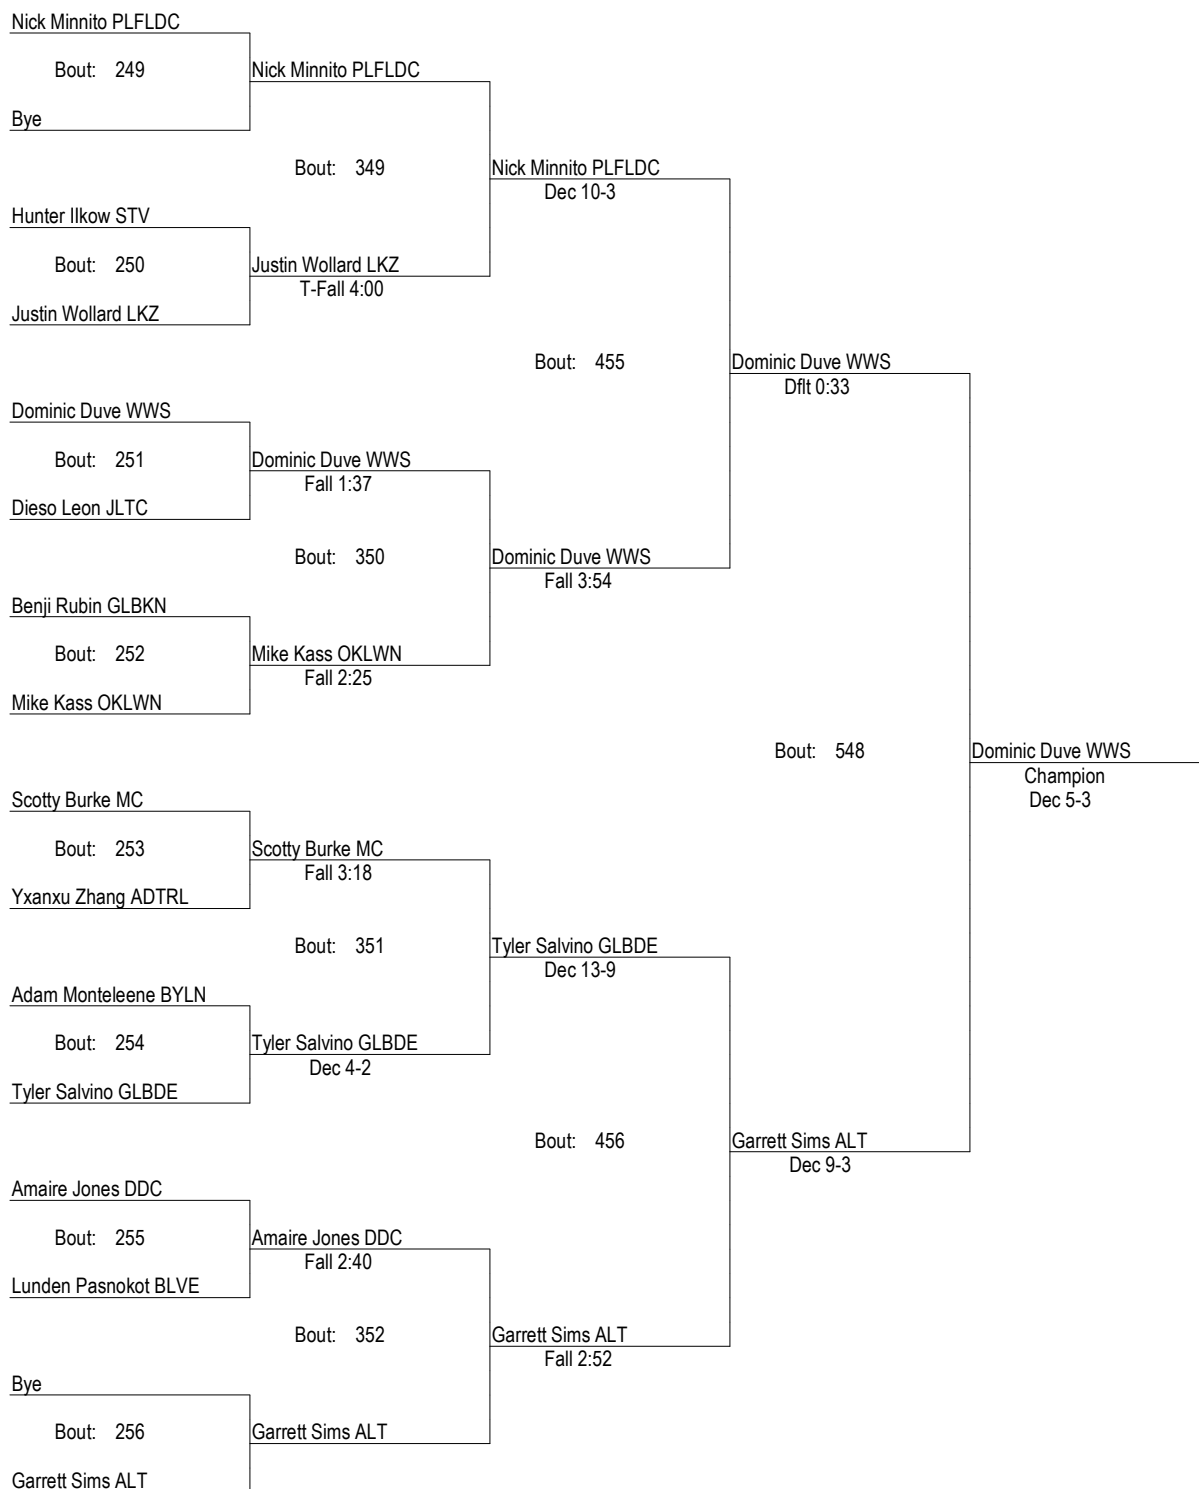 Nick Minnito PLFLDC
Bout: 249
Nick Minnito PLFLDC
Bye
Bout: 349
Nick Minnito PLFLDC
Dec 10-3
Hunter Ilkow STV
Bout: 250
Justin Wollard LKZ
T-Fall 4:00
Justin Wollard LKZ
Bout: 455
Dominic Duve WWS
Dflt 0:33
Dominic Duve WWS
Bout: 251
Dominic Duve WWS
Fall 1:37
Dieso Leon JLTC
Bout: 350
Dominic Duve WWS
Fall 3:54
Benji Rubin GLBKN
Bout: 252
Mike Kass OKLWN
Fall 2:25
Mike Kass OKLWN
Bout: 548
Dominic Duve WWS
Champion
Dec 5-3
Scotty Burke MC
Bout: 253
Scotty Burke MC
Fall 3:18
Yxanxu Zhang ADTRL
Bout: 351
Tyler Salvino GLBDE
Dec 13-9
Adam Monteleene BYLN
Bout: 254
Tyler Salvino GLBDE
Dec 4-2
Tyler Salvino GLBDE
Bout: 456
Garrett Sims ALT
Dec 9-3
Amaire Jones DDC
Bout: 255
Amaire Jones DDC
Fall 2:40
Lunden Pasnokot BLVE
Bout: 352
Garrett Sims ALT
Fall 2:52
Bye
Bout: 256
Garrett Sims ALT
Garrett Sims ALT